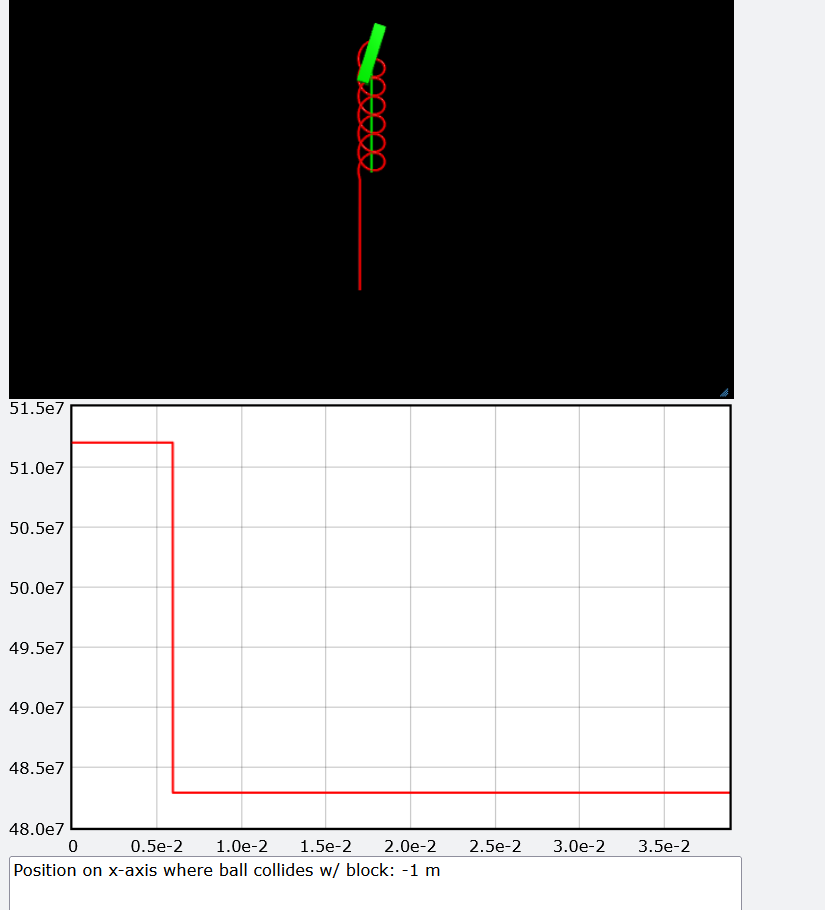 51.5e7
51.0e7
50.5e7
50.0e7
49.5e7
49.0e7
48.5e7
48.0e7
0 0.5e-2 1.0e-2 1.5e-2 2.0e-2 2.5e-2 3.0e-2 3.5e-2
Position on x-axis where ball collides w/ block: -1 m